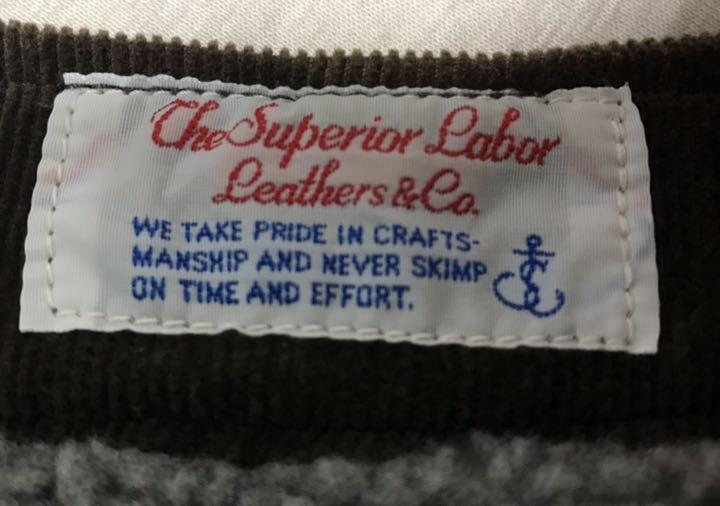 The Superior Labor
Leathers & Co.
WE TAKE PRIDE IN CRAFTS-
MANSHIP AND NEVER SKIMP
ON TIME AND EFFORT.